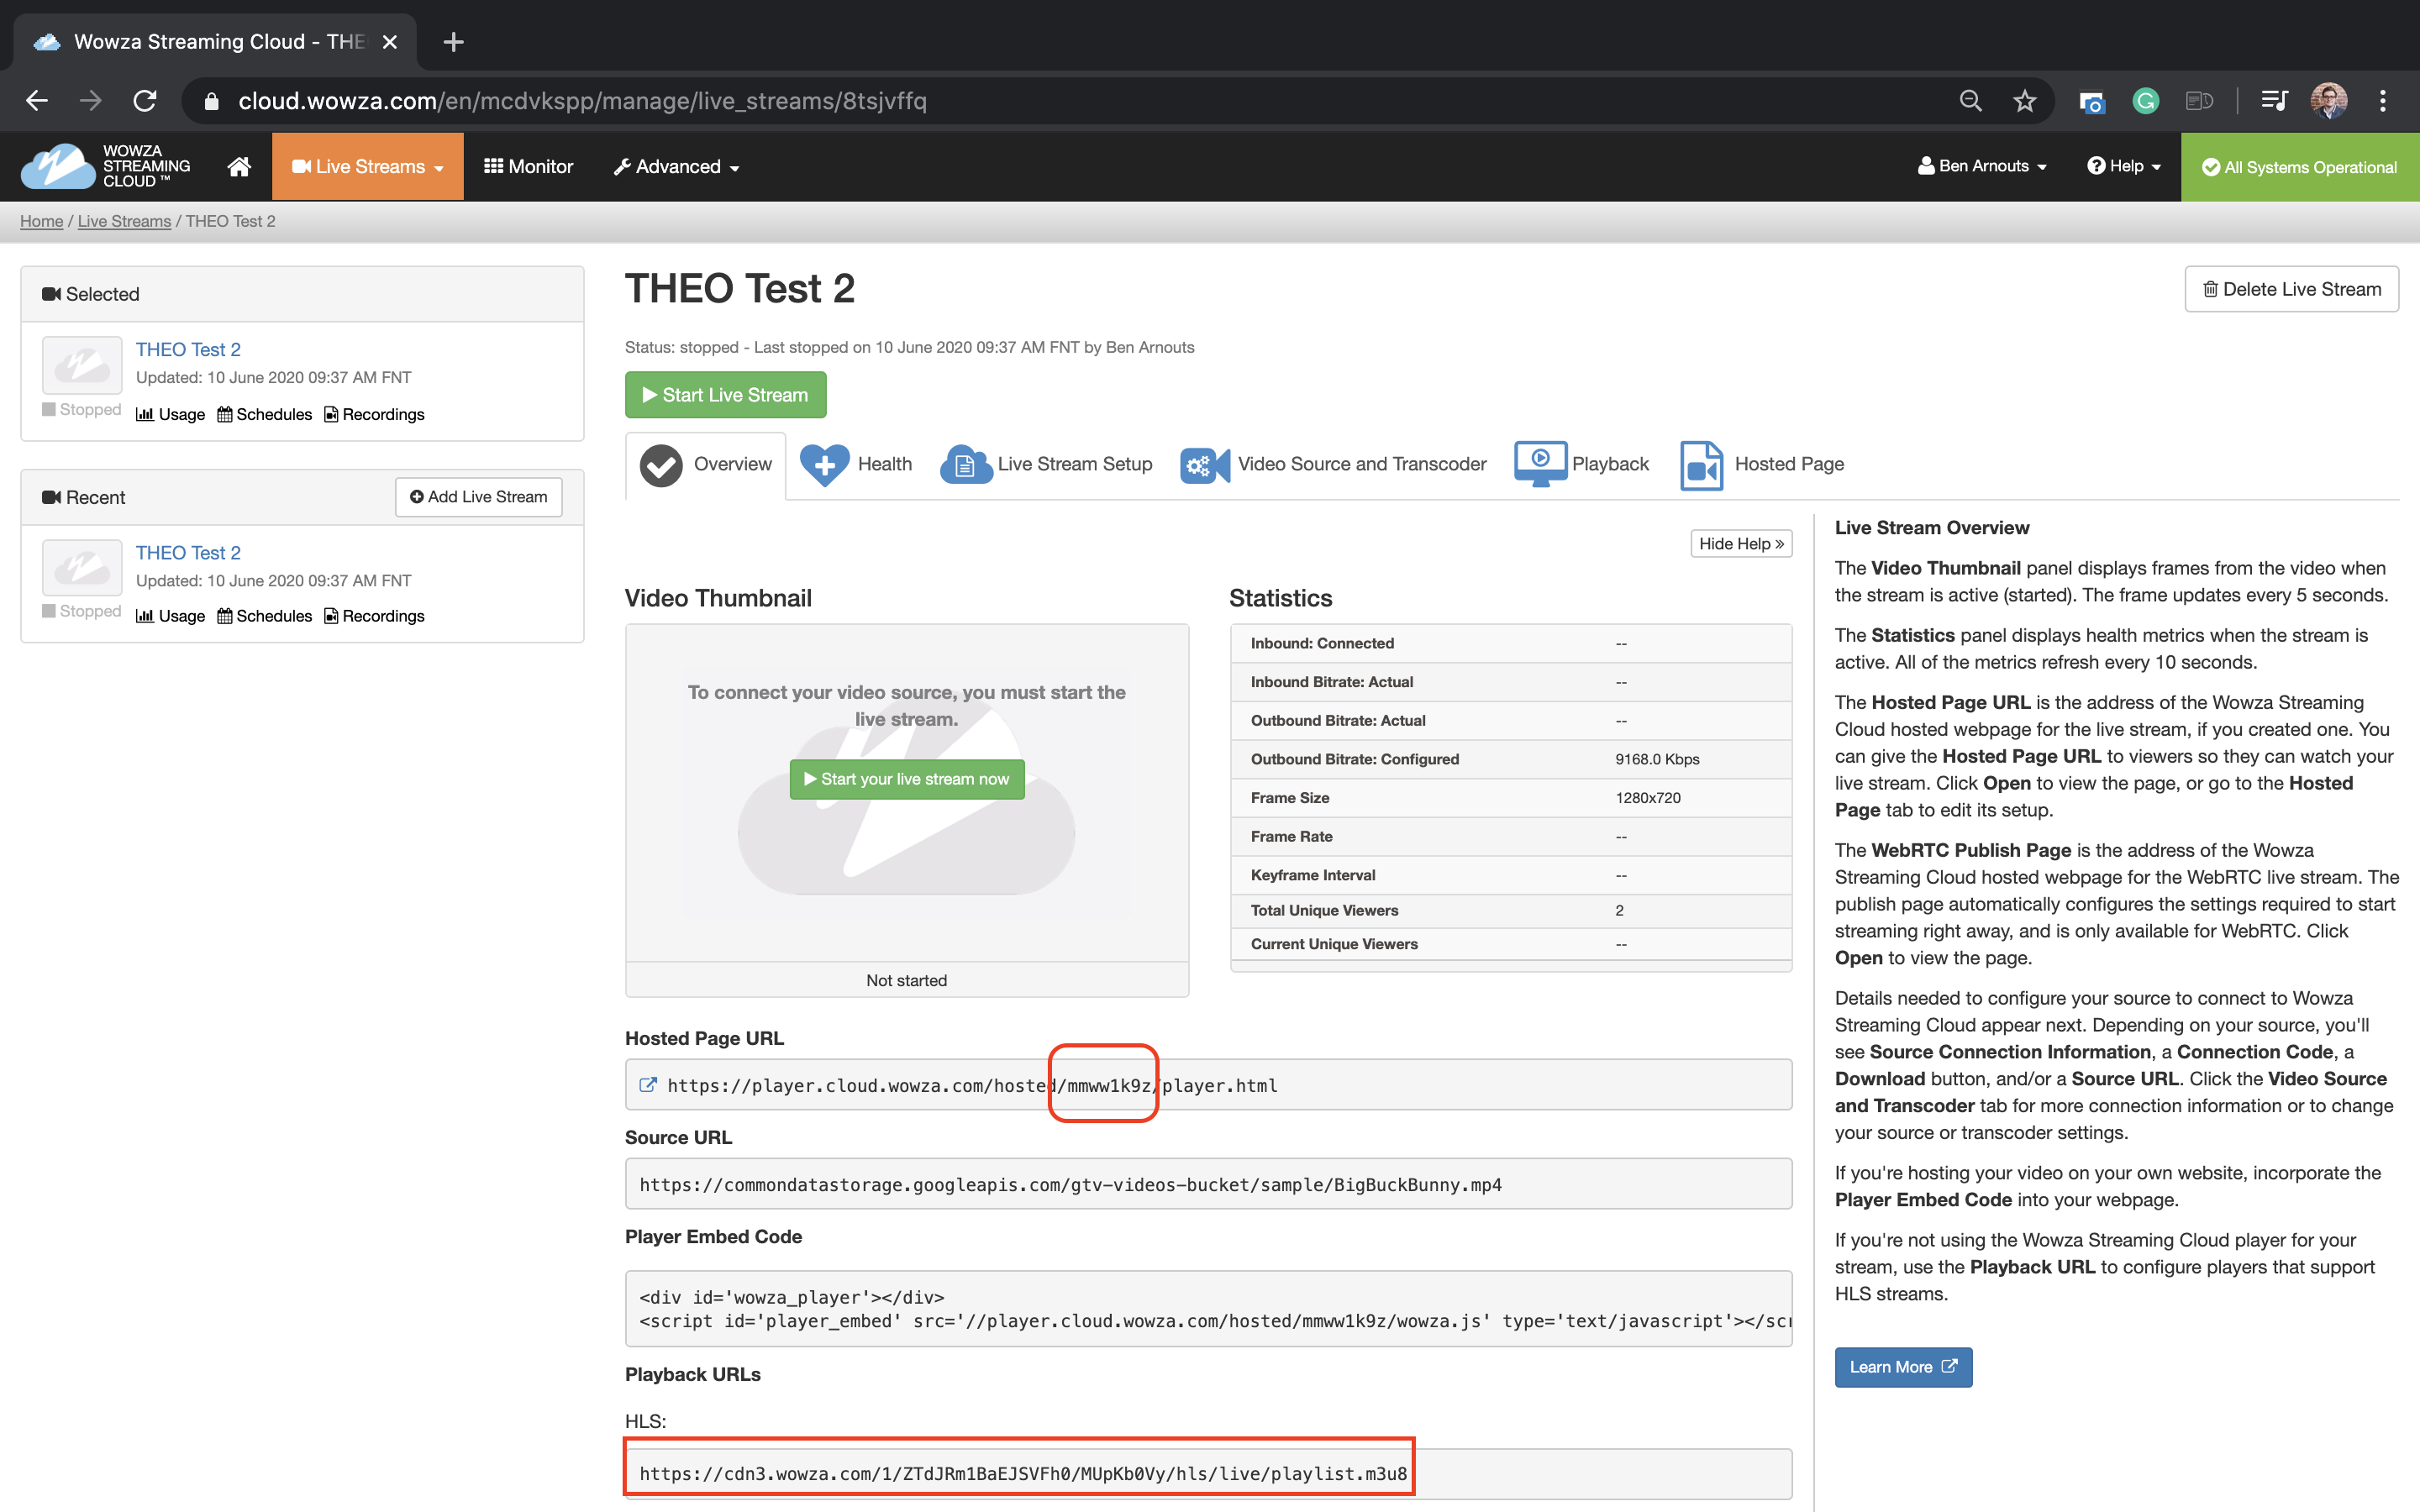 Wowza Streaming Cloud - THE
cloud.wowza.com/en/mcdvkspp/manage/live_streams/8tsjvffq
WOWZA
STREAMING
CLOUD ™
Live Streams
Monitor
Advanced
Ben Arnouts
Help
All Systems Operational
Home / Live Streams / THEO Test 2
Selected
THEO Test 2
Updated: 10 June 2020 09:37 AM FNT
Stopped
Usage Schedules Recordings
Recent
Add Live Stream
THEO Test 2
Updated: 10 June 2020 09:37 AM FNT
Stopped
Usage Schedules Recordings
THEO Test 2
Delete Live Stream
Status: stopped - Last stopped on 10 June 2020 09:37 AM FNT by Ben Arnouts
Start Live Stream
Overview
Health
Live Stream Setup
Video Source and Transcoder
Playback
Hosted Page
Hide Help »
Video Thumbnail
To connect your video source, you must start the
live stream.
Start your live stream now
Not started
Statistics
Inbound: Connected --
Inbound Bitrate: Actual --
Outbound Bitrate: Actual --
Outbound Bitrate: Configured 9168.0 Kbps
Frame Size 1280x720
Frame Rate --
Keyframe Interval --
Total Unique Viewers 2
Current Unique Viewers --
Hosted Page URL
https://player.cloud.wowza.com/hosted/mmww1k9z/player.html
Source URL
https://commondatastorage.googleapis.com/gtv-videos-bucket/sample/BigBuckBunny.mp4
Player Embed Code
<div id='wowza_player'></div>
<script id='player_embed' src='//player.cloud.wowza.com/hosted/mmww1k9z/wowza.js' type='text/javascript'></scr
Playback URLs
HLS:
https://cdn3.wowza.com/1/ZTdJRm1BaEJSVFh0/MUpKb0Vy/hls/live/playlist.m3u8
Live Stream Overview
The Video Thumbnail panel displays frames from the video when
the stream is active (started). The frame updates every 5 seconds.
The Statistics panel displays health metrics when the stream is
active. All of the metrics refresh every 10 seconds.
The Hosted Page URL is the address of the Wowza Streaming
Cloud hosted webpage for the live stream, if you created one. You
can give the Hosted Page URL to viewers so they can watch your
live stream. Click Open to view the page, or go to the Hosted
Page tab to edit its setup.
The WebRTC Publish Page is the address of the Wowza
Streaming Cloud hosted webpage for the WebRTC live stream. The
publish page automatically configures the settings required to start
streaming right away, and is only available for WebRTC. Click
Open to view the page.
Details needed to configure your source to connect to Wowza
Streaming Cloud appear next. Depending on your source, you'll
see Source Connection Information, a Connection Code, a
Download button, and/or a Source URL. Click the Video Source
and Transcoder tab for more connection information or to change
your source or transcoder settings.
If you're hosting your video on your own website, incorporate the
Player Embed Code into your webpage.
If you're not using the Wowza Streaming Cloud player for your
stream, use the Playback URL to configure players that support
HLS streams.
Learn More